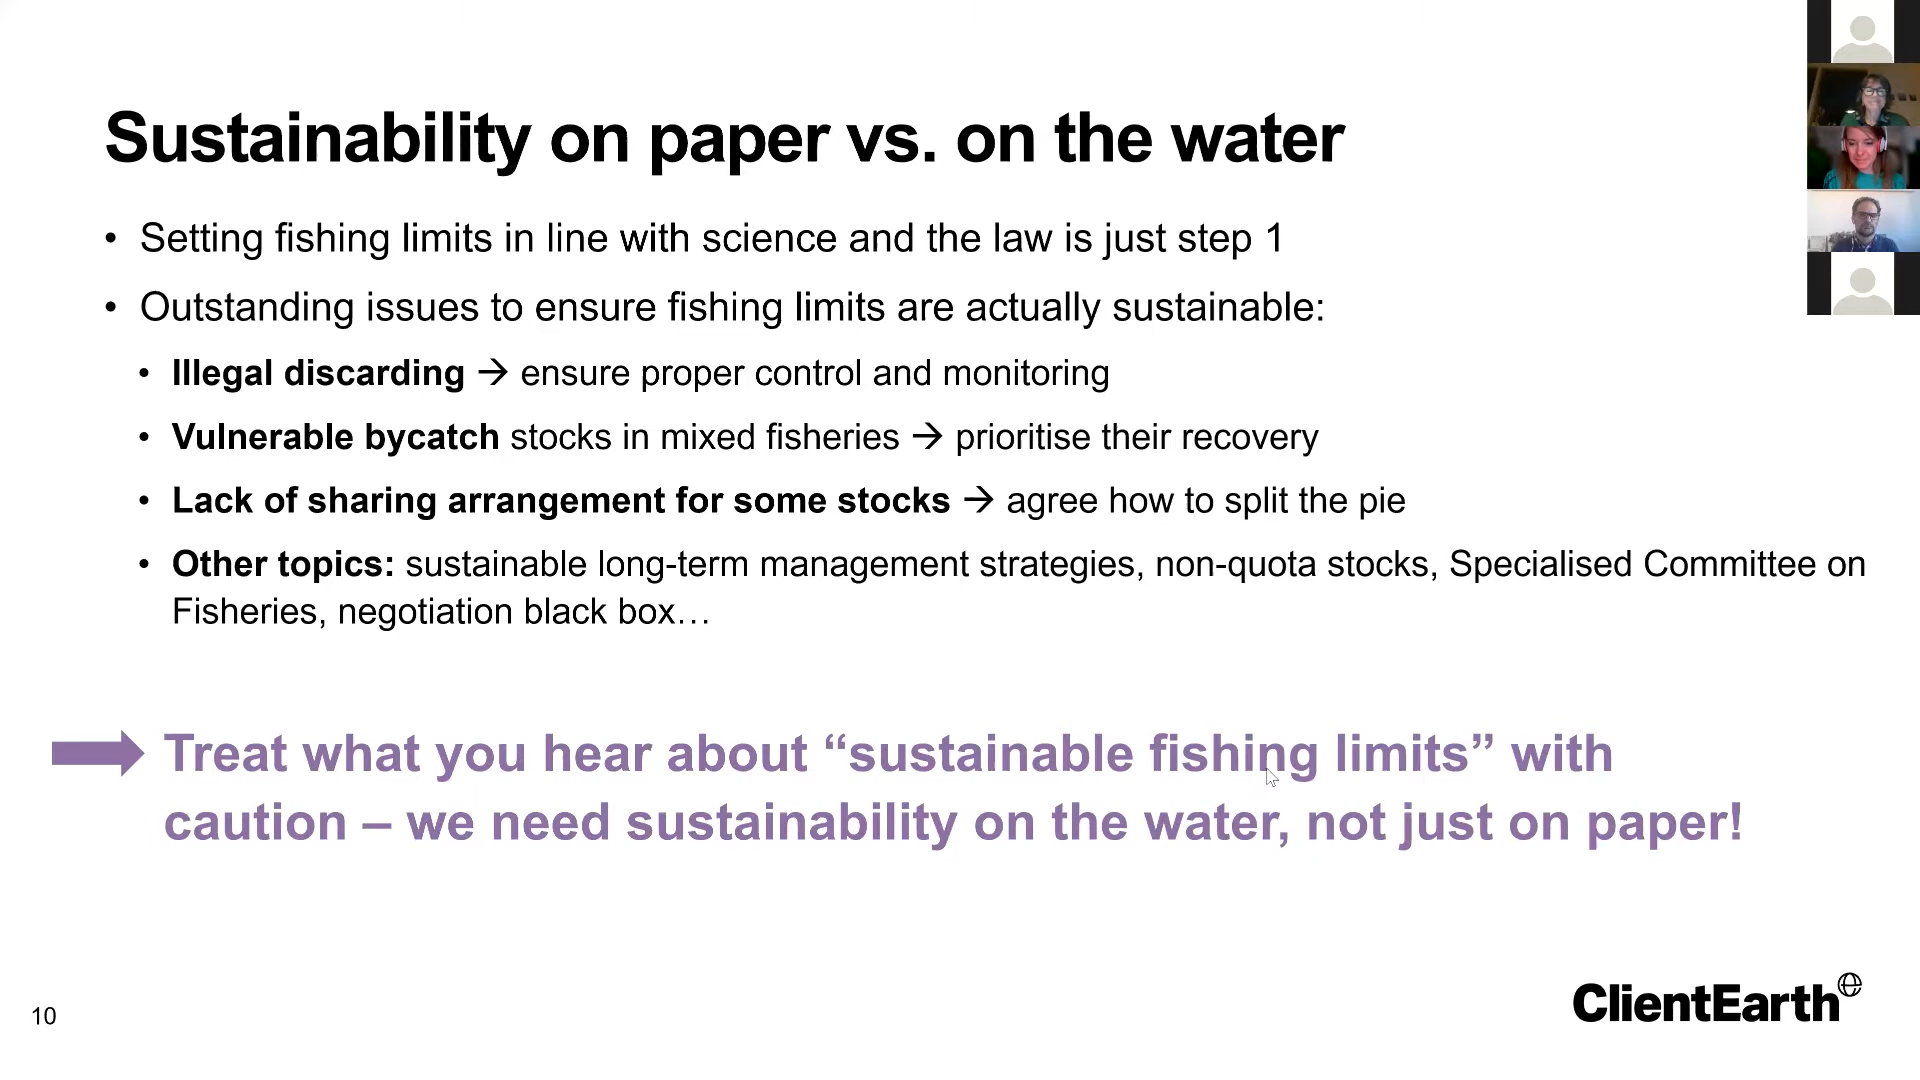 Sustainability on paper vs. on the water
• Setting fishing limits in line with science and the law is just step 1
• Outstanding issues to ensure fishing limits are actually sustainable:
• Illegal discarding → ensure proper control and monitoring
• Vulnerable bycatch stocks in mixed fisheries → prioritise their recovery
• Lack of sharing arrangement for some stocks → agree how to split the pie
• Other topics: sustainable long-term management strategies, non-quota stocks, Specialised Committee on
Fisheries, negotiation black box…
Treat what you hear about “sustainable fishing limits” with
caution – we need sustainability on the water, not just on paper!
10
ClientEarth